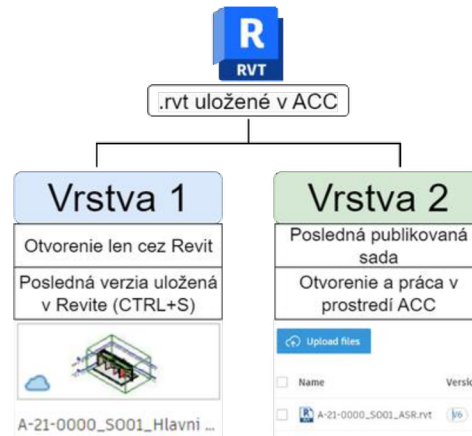 R
RVT
.rvt uložené v ACC
Vrstva 1
Otvorenie len cez Revit
Posledná verzia uložená
v Revite (CTRL+S)
A-21-0000_SO01_Hlavni ...
Vrstva 2
Posledná publikovaná
sada
Otvorenie a práca v
prostredí ACC
Upload files
Name
A-21-0000_SO01_ASR.rvt
V6